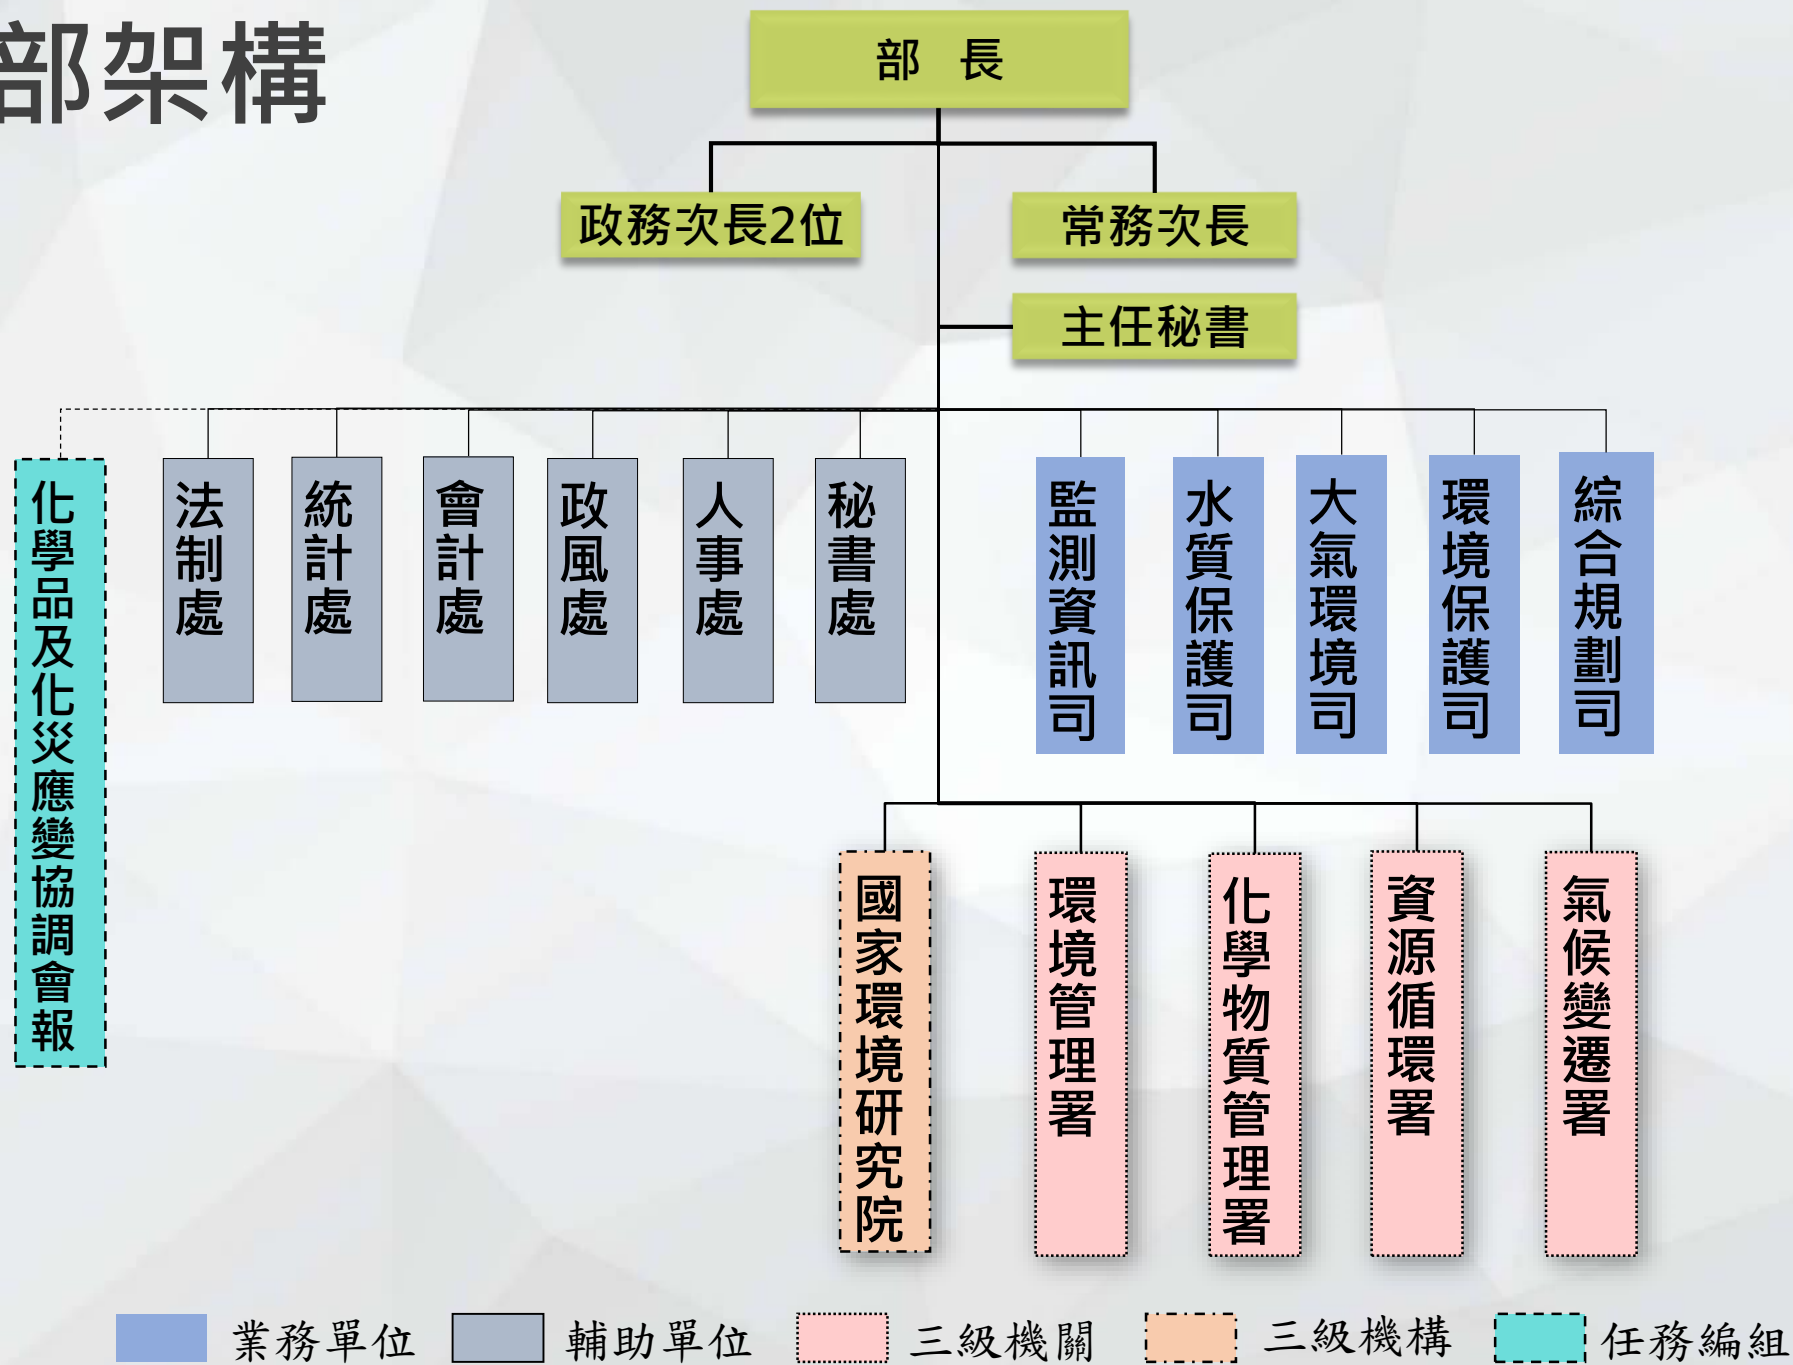 部架構
部 長
政務次長2位
常務次長
主任秘書
化學品及化災應變協調會報
法制處
統計處
會計處
政風處
人事處
秘書處
監測資訊司
水質保護司
大氣環境司
環境保護司
綜合規劃司
國家環境研究院
環境管理署
化學物質管理署
資源循環署
氣候變遷署
業務單位
輔助單位
三級機關
三級機構
任務編組